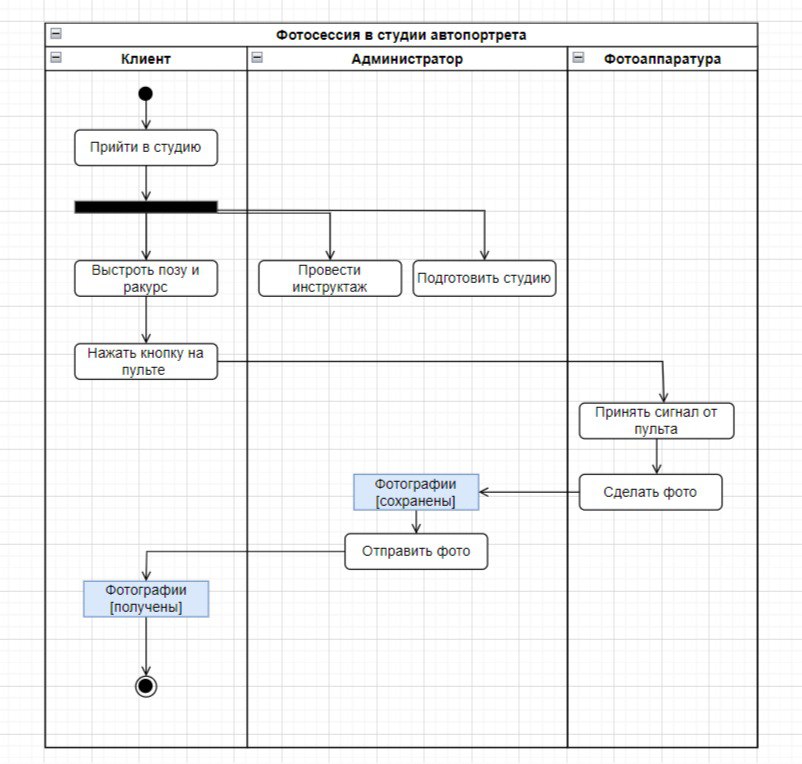 Фотосессия в студии автопортрета
Клиент
Администратор
Фотоаппаратура
Прийти в студию
Выстроть позу и
ракурс
Провести
инструктаж
Подготовить студию
Нажать кнопку на
пульте
Принять сигнал от
пульта
Сделать фото
Фотографии
[сохранены]
Отправить фото
Фотографии
[получены]